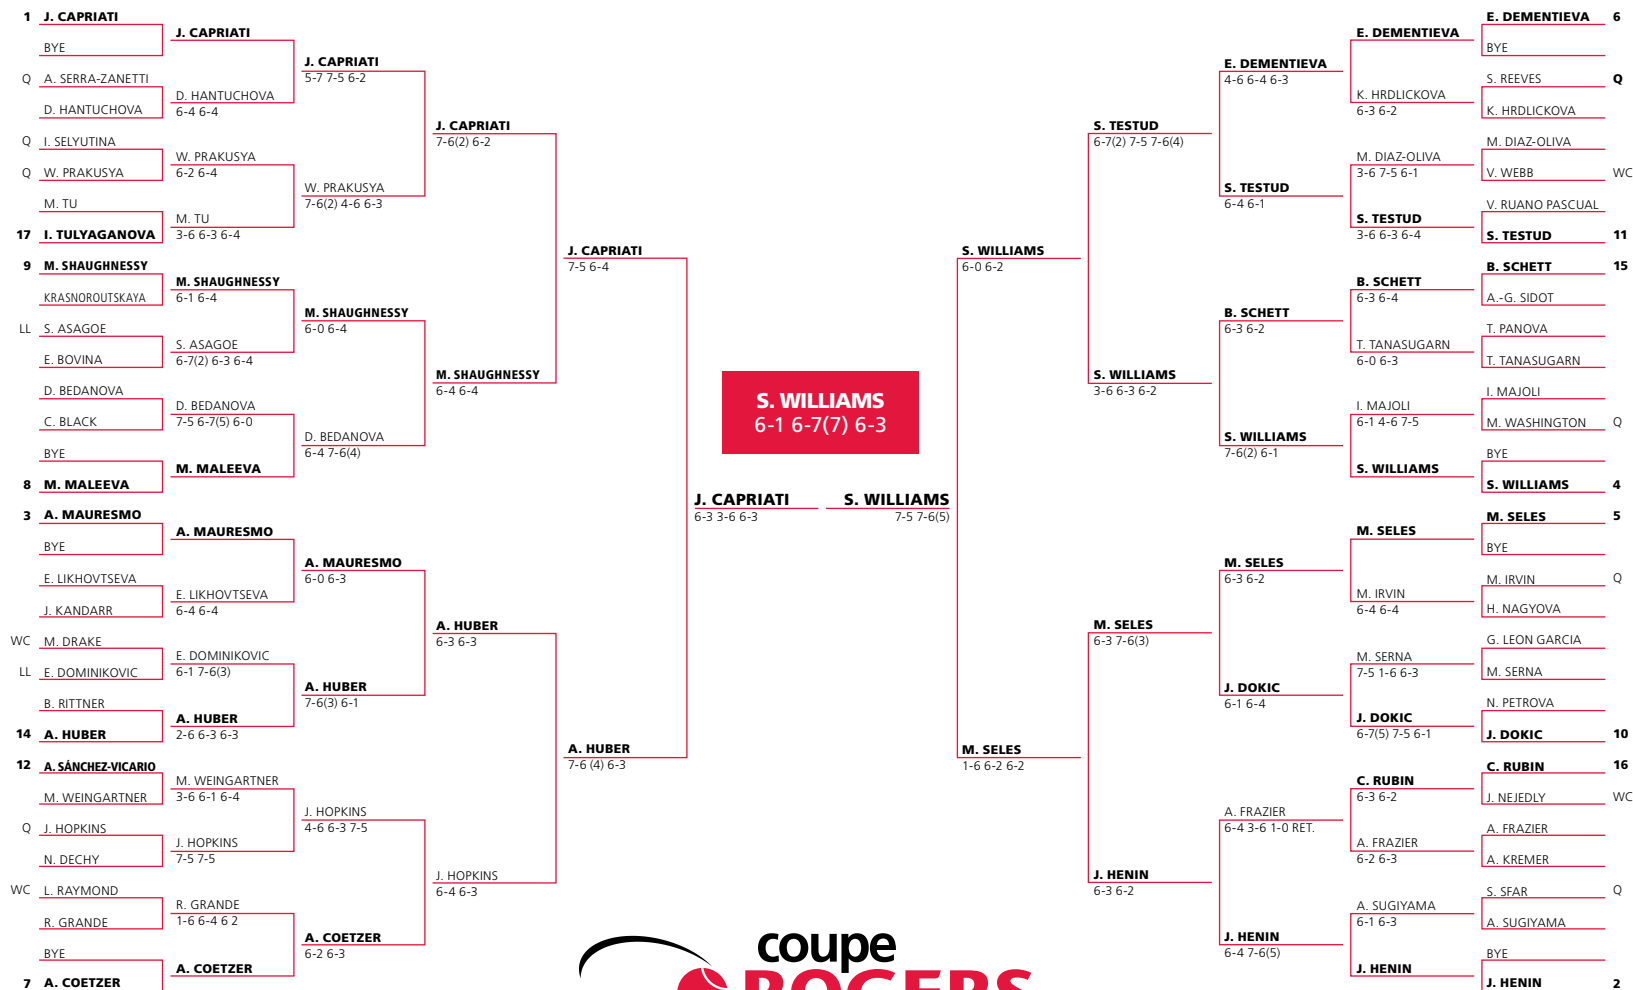 1 J. CAPRIATI
BYE
Q A. SERRA-ZANETTI
D. HANTUCHOVA
Q I. SELYUTINA
Q W. PRAKUSYA
M. TU
17 I. TULYAGANOVA
9 M. SHAUGHNESSY
KRASNOROUTSKAYA
LL S. ASAGOE
E. BOVINA
D. BEDANOVA
C. BLACK
BYE
8 M. MALEEVA
3 A. MAURESMO
BYE
E. LIKHOVTSEVA
J. KANDARR
WC M. DRAKE
LL E. DOMINIKOVIC
B. RITTNER
14 A. HUBER
12 A. SÁNCHEZ-VICARIO
M. WEINGARTNER
Q J. HOPKINS
N. DECHY
WC L. RAYMOND
R. GRANDE
BYE
7 A. COETZER
J. CAPRIATI
D. HANTUCHOVA
6-4 6-4
W. PRAKUSYA
6-2 6-4
M. TU
3-6 6-3 6-4
M. SHAUGHNESSY
6-1 6-4
S. ASAGOE
6-7(2) 6-3 6-4
D. BEDANOVA
7-5 6-7(5) 6-0
M. MALEEVA
A. MAURESMO
E. LIKHOVTSEVA
6-4 6-4
E. DOMINIKOVIC
6-1 7-6(3)
A. HUBER
2-6 6-3 6-3
M. WEINGARTNER
3-6 6-1 6-4
J. HOPKINS
7-5 7-5
R. GRANDE
1-6 6-4 6 2
A. COETZER
J. CAPRIATI
5-7 7-5 6-2
W. PRAKUSYA
7-6(2) 4-6 6-3
M. SHAUGHNESSY
6-0 6-4
D. BEDANOVA
6-4 7-6(4)
A. MAURESMO
6-0 6-3
A. HUBER
7-6(3) 6-1
J. HOPKINS
4-6 6-3 7-5
A. COETZER
6-2 6-3
J. CAPRIATI
7-6(2) 6-2
M. SHAUGHNESSY
6-4 6-4
A. HUBER
6-3 6-3
J. HOPKINS
6-4 6-3
J. CAPRIATI
7-5 6-4
A. HUBER
7-6 (4) 6-3
J. CAPRIATI
6-3 3-6 6-3
S. WILLIAMS
6-1 6-7(7) 6-3
S. WILLIAMS
7-5 7-6(5)
S. WILLIAMS
6-0 6-2
M. SELES
1-6 6-2 6-2
S. TESTUD
6-7(2) 7-5 7-6(4)
S. WILLIAMS
3-6 6-3 6-2
M. SELES
6-3 7-6(3)
J. HENIN
6-3 6-2
E. DEMENTIEVA
4-6 6-4 6-3
S. TESTUD
6-4 6-1
B. SCHETT
6-3 6-2
S. WILLIAMS
7-6(2) 6-1
M. SELES
6-3 6-2
J. DOKIC
6-1 6-4
A. FRAZIER
6-4 3-6 1-0 RET.
J. HENIN
6-4 7-6(5)
E. DEMENTIEVA
K. HRDLICKOVA
6-3 6-2
M. DIAZ-OLIVA
3-6 7-5 6-1
S. TESTUD
3-6 6-3 6-4
B. SCHETT
6-3 6-4
T. TANASUGARN
6-0 6-3
I. MAJOLI
6-1 4-6 7-5
S. WILLIAMS
M. SELES
M. IRVIN
6-4 6-4
M. SERNA
7-5 1-6 6-3
J. DOKIC
6-7(5) 7-5 6-1
C. RUBIN
6-3 6-2
A. FRAZIER
6-2 6-3
A. SUGIYAMA
6-1 6-3
J. HENIN
E. DEMENTIEVA 6
BYE
S. REEVES Q
K. HRDLICKOVA
M. DIAZ-OLIVA
V. WEBB WC
V. RUANO PASCUAL
S. TESTUD 11
B. SCHETT 15
A.-G. SIDOT
T. PANOVA
T. TANASUGARN
I. MAJOLI
M. WASHINGTON Q
BYE
S. WILLIAMS 4
M. SELES 5
BYE
M. IRVIN Q
H. NAGYOVA
G. LEON GARCIA
M. SERNA
N. PETROVA
J. DOKIC 10
C. RUBIN 16
J. NEJEDLY WC
A. FRAZIER
A. KREMER
S. SFAR Q
A. SUGIYAMA
BYE
J. HENIN 2
coupe
ROGERS